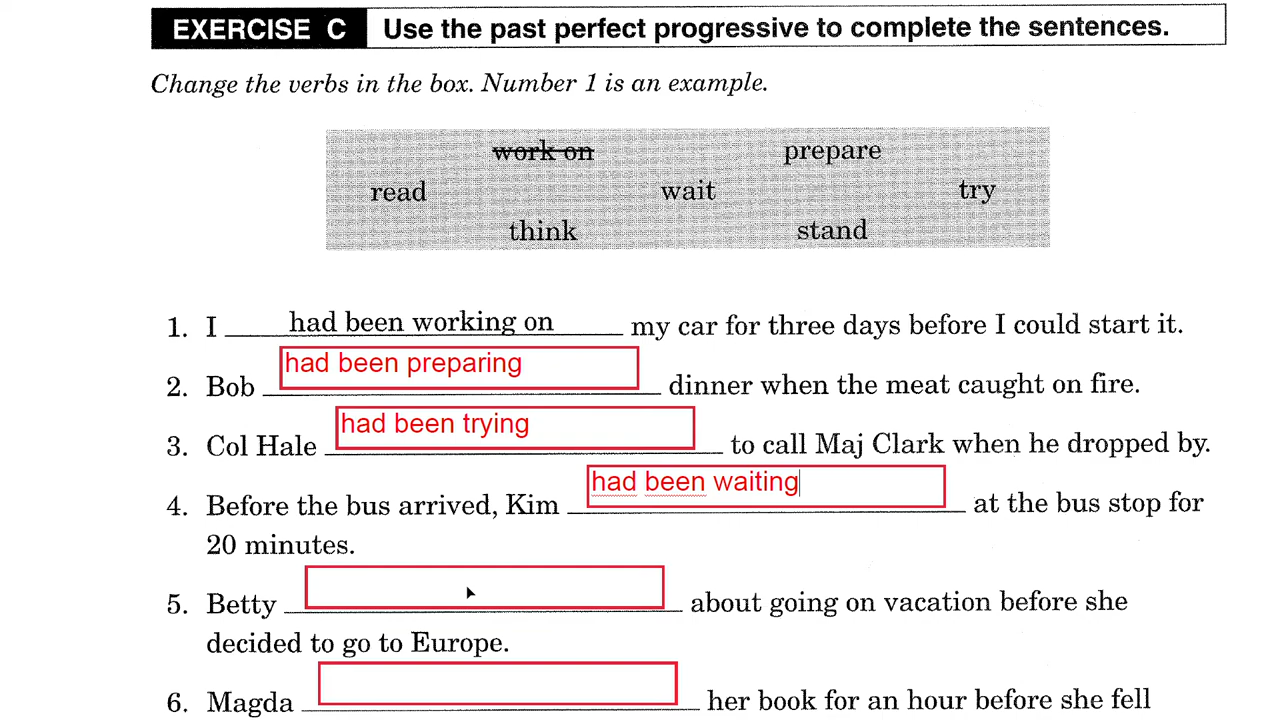 EXERCISE C Use the past perfect progressive to complete the sentences.
Change the verbs in the box. Number 1 is an example.
work on prepare
read wait try
think stand
1. I had been working on my car for three days before I could start it.
2. Bob had been preparing dinner when the meat caught on fire.
3. Col Hale had been trying to call Maj Clark when he dropped by.
4. Before the bus arrived, Kim had been waiting at the bus stop for
20 minutes.
5. Betty about going on vacation before she
decided to go to Europe.
6. Magda her book for an hour before she fell